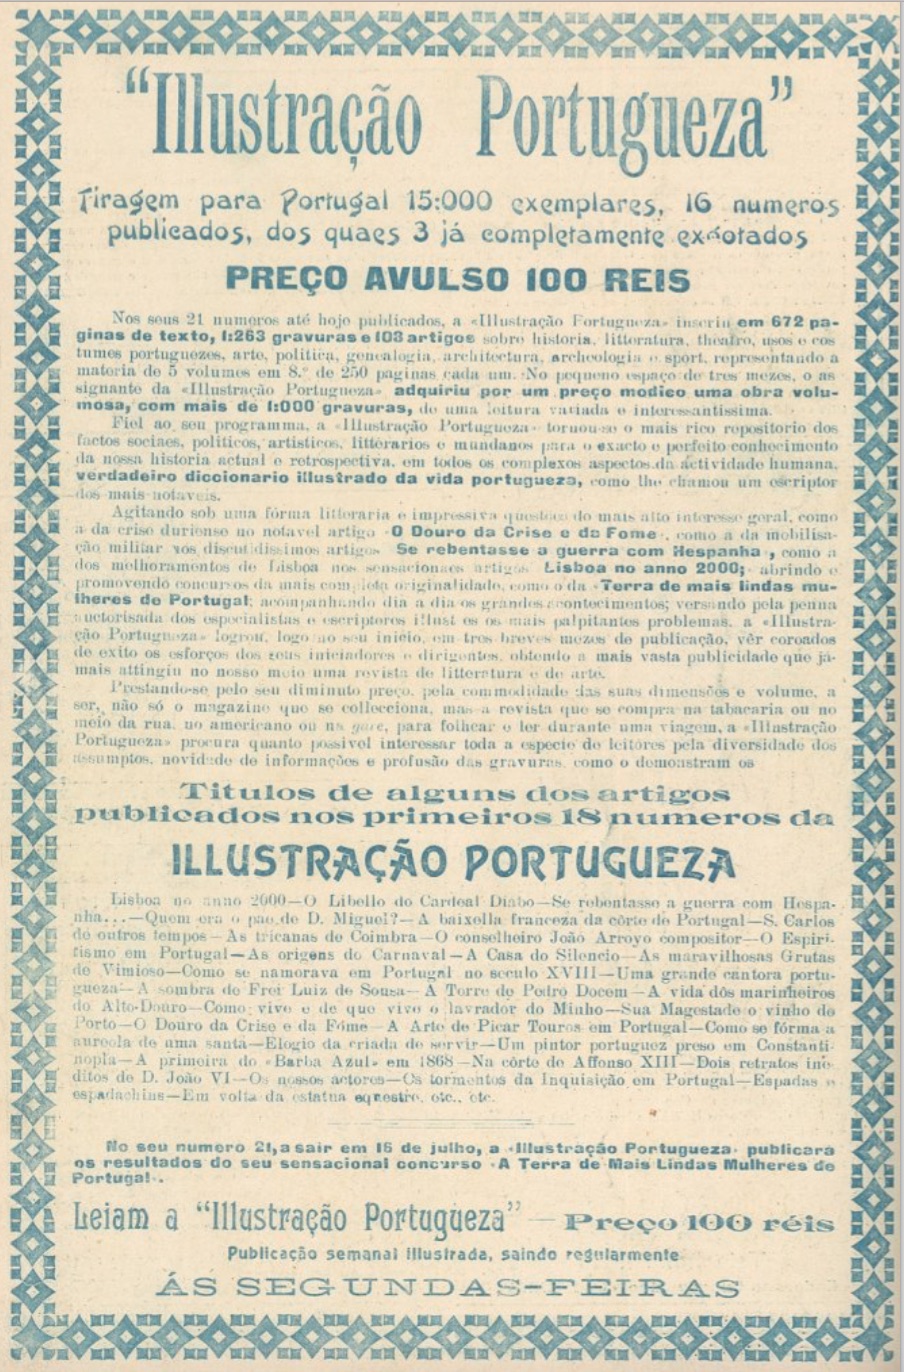 “Illustração Portugueza”
Tiragem para Portugal 15:000 exemplares, 16 numeros
publicados, dos quaes 3 já completamente exgotados
PREÇO AVULSO 100 REIS
Nos seus 21 numeros até hoje publicados, a «Illustração Portugueza» inseriu em 672 pa-
ginas de texto, 1:263 gravuras e 103 artigos sobre historia, litteratura, theatro, usos e cos
tumes portuguezes, arte, politica, genealogia, architectura, archeologia e sport, representando a
materia de 5 volumes em 8.º de 250 paginas cada um. No pequeno espaço de tres mezes, o as
signante da «Illustração Portugueza» adquiriu por um preço modico uma obra volu-
mosa, com mais de 1:000 gravuras, de uma leitura variada e interessantissima.
Fiel ao seu programma, a «Illustração Portugueza» tornou-se o mais rico repositorio dos
factos sociaes, politicos, artisticos, litterarios e mundanos para o exacto e perfeito conhecimento
da nossa historia actual e retrospectiva, em todos os complexos aspectos da actividade humana,
verdadeiro diccionario illustrado da vida portugueza, como lhe chamou um escriptor
dos mais notaveis.
Agitando sob uma fórma litteraria e impressiva questões do mais alto interesse geral, como
a da crise duriense no notavel artigo «O Douro da Crise e da Fome», como a da mobilisa-
ção militar nos discutidissimos artigos «Se rebentasse a guerra com Hespanha», como a
dos melhoramentos de Lisboa nos sensacionaes artigos «Lisboa no anno 2000; abrindo e
promovendo concursos da mais completa originalidade, como o da «Terra de mais lindas mu-
lheres de Portugal; acompanhando dia a dia os grandes acontecimentos; versando pela penna
auctorisada dos especialistas e escriptores illustres os mais palpitantes problemas, a «Illustra-
ção Portugueza» logrou, logo no seu inicio, em tres breves mezes de publicação, vêr coroados
de exito os esforços dos seus iniciadores e dirigentes, obtendo a mais vasta publicidade que já-
mais attingiu no nosso meio uma revista de litteratura e de arte.
Prestando-se pelo seu diminuto preço, pela commodidade das suas dimensões e volume, a
ser, não só o magazine que se collecciona, mas a revista que se compra na tabacaria ou no
meio da rua, no americano ou na gare, para folhear e ler durante uma viagem, a «Illustração
Portugueza» procura quanto possivel interessar toda a especie de leitôres pela diversidade dos
assumptos, novidade de informações e profusão das gravuras, como o demonstram os
Titulos de alguns dos artigos
publicados nos primeiros 18 numeros da
ILLUSTRAÇÃO PORTUGUEZA
Lisboa no anno 2000—O Libello do Cardeal Diabo—Se rebentasse a guerra com Hespa-
nha...—Quem era o pae de D. Miguel?—A baixella franceza da côrte de Portugal—S. Carlos
de outros tempos—As tricanas de Coimbra—O conselheiro João Arroyo compositor—O Espiri-
tismo em Portugal—As origens do Carnaval—A Casa do Silencio—As maravilhosas Grutas
de Vimioso—Como se namorava em Portugal no seculo XVIII—Uma grande cantora portu-
gueza—A sombra de Frei Luiz de Sousa—A Torre de Pedro Docem—A vida dos marinheiros
do Alto-Douro—Como vive e de que vive o lavrador do Minho—Sua Magestade o vinho do
Porto—O Douro da Crise e da Fóme—A Arte de Picar Touros em Portugal—Como se fórma a
aureola de uma santa—Elogio da criada de servir—Um pintor portuguez preso em Constanti-
nopla—A primeira do «Barba Azul» em 1868—Na côrte de Affonso XIII—Dois retratos iné-
ditos de D. João VI—Os nossos actores—Os tormentos da Inquisição em Portugal—Espadas e
espadachins—Em volta da estatua equestre, etc., etc.
No seu numero 21, a sair em 16 de julho, a «Illustração Portugueza» publicará
os resultados do seu sensacional concurso «A Terra de Mais Lindas Mulheres de
Portugal».
Leiam a “Illustração Portugueza” — Preço 100 réis
Publicação semanal illustrada, saindo regularmente
ÁS SEGUNDAS-FEIRAS